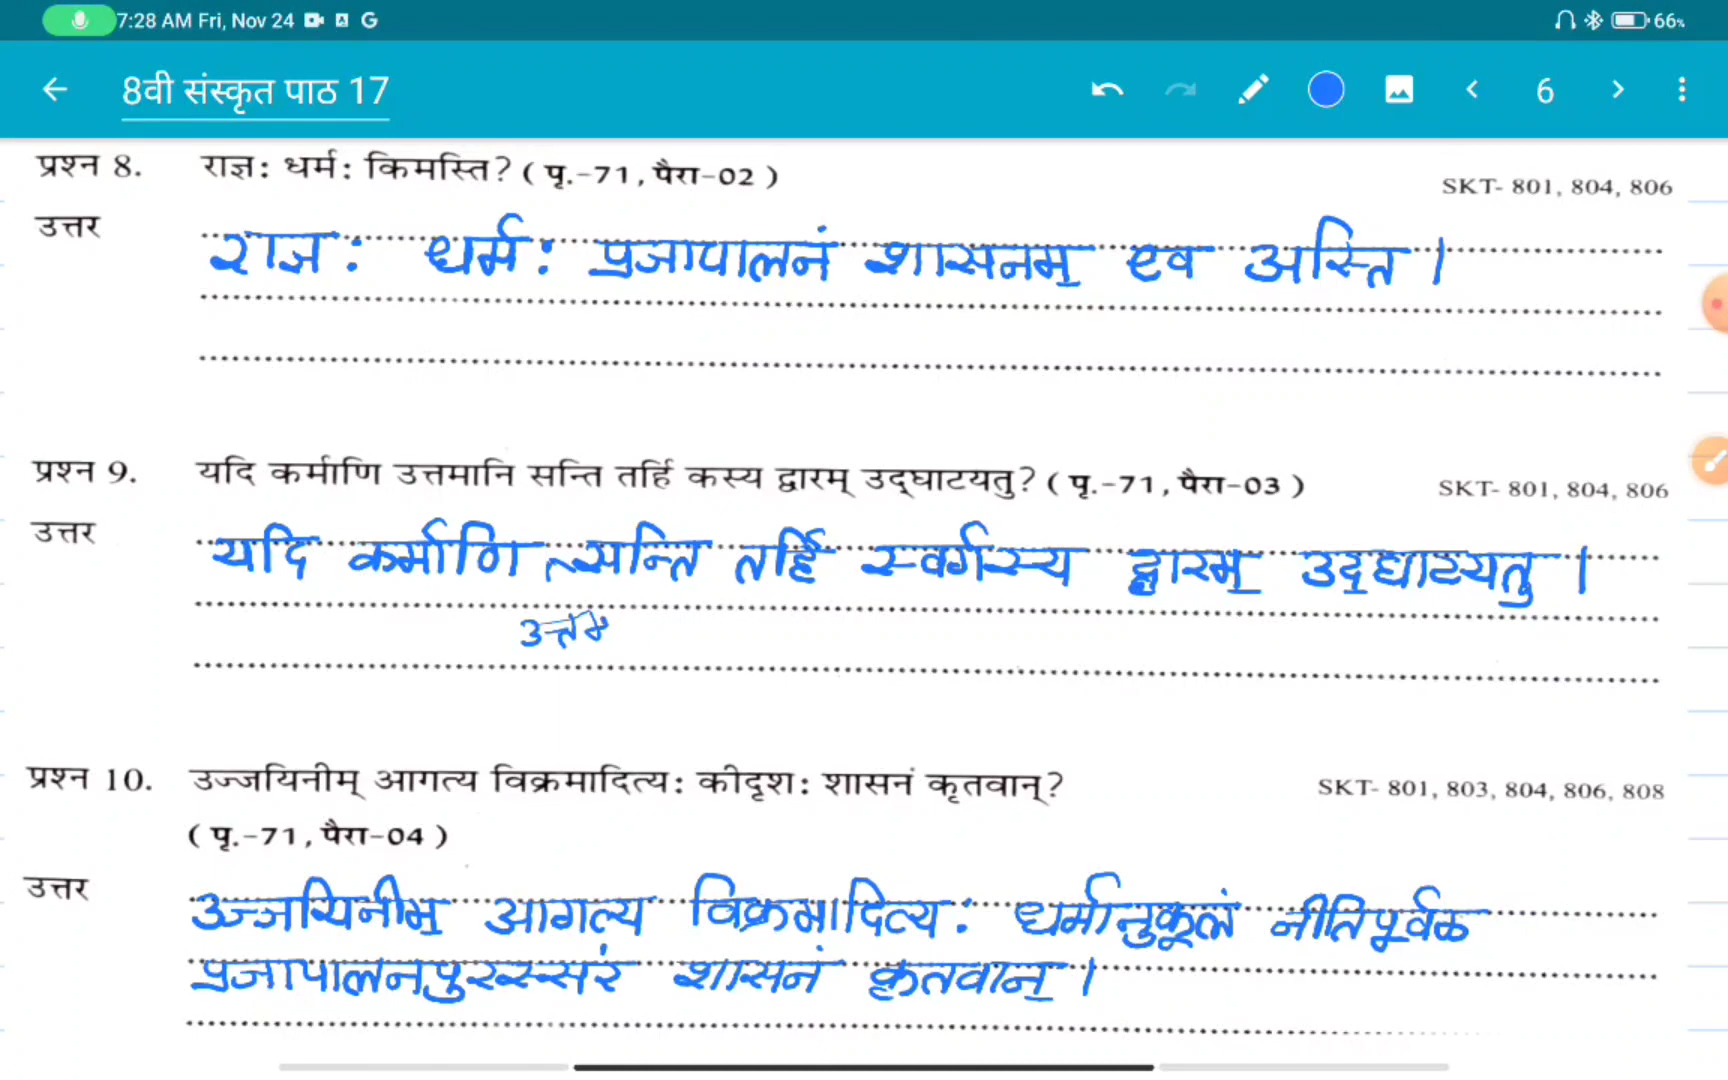 7:28 AM Fri, Nov 24 G 66%
8वी संस्कृत पाठ 17 6
प्रश्न 8. राज्ञः धर्मः किमस्ति? ( पृ.-71, पैरा-02 ) SKT- 801, 804, 806
उत्तर राज्ञः धर्मः प्रजापालनं शासनम् एव अस्ति ।
प्रश्न 9. यदि कर्माणि उत्तमानि सन्ति तर्हि कस्य द्वारम् उद्घाटयतु? ( पृ.-71, पैरा-03 ) SKT- 801, 804, 806
उत्तर यदि कर्माणि सन्ति तर्हि स्वर्गस्य द्वारम् उद्घाटयतु ।
उत्तम
प्रश्न 10. उज्जयिनीम् आगत्य विक्रमादित्यः कीदृशः शासनं कृतवान्? SKT- 801, 803, 804, 806, 808
( पृ.-71, पैरा-04 )
उत्तर उज्जयिनीम् आगत्य विक्रमादित्यः धर्मानुकूलं नीतिपूर्वक
प्रजापालनपुरस्सरं शासनं कृतवान् ।